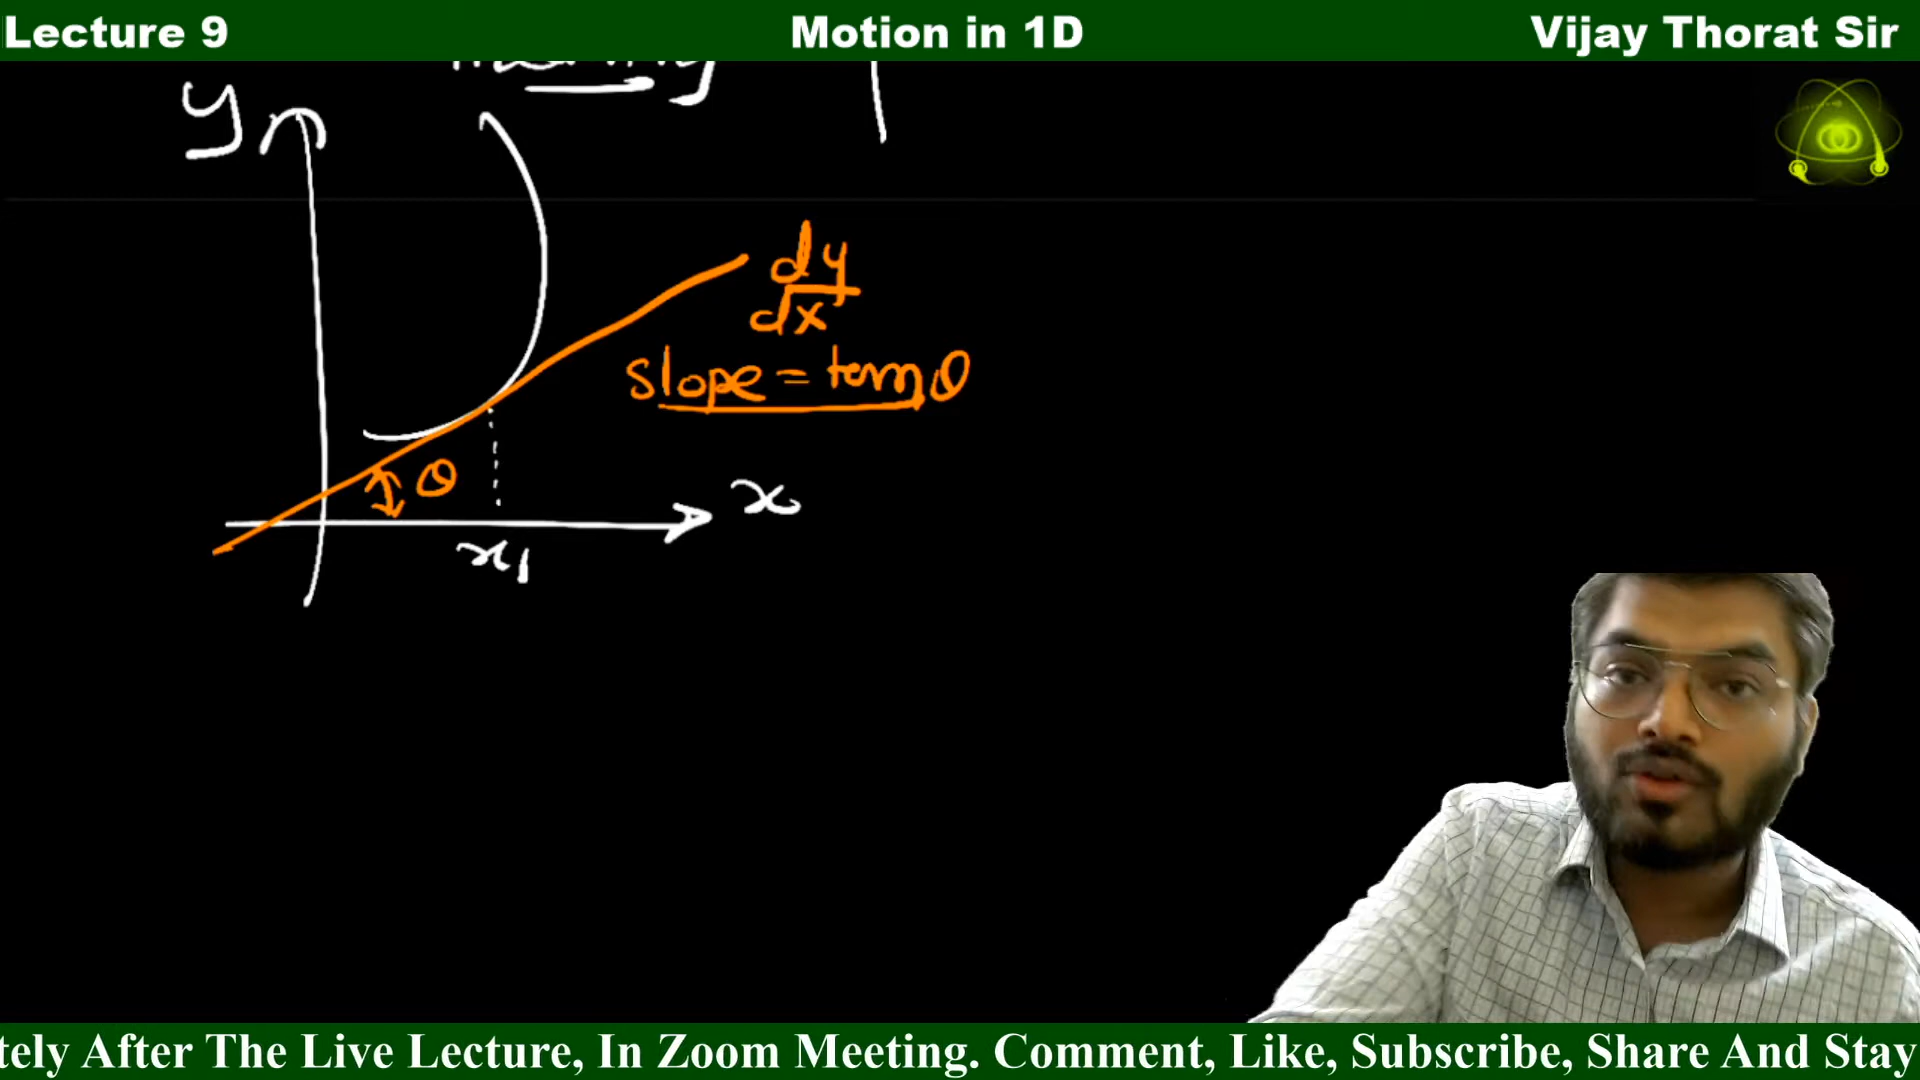 Lecture 9
Motion in 1D
Vijay Thorat Sir
y
dy
dx
slope = tanθ
θ
x
x1
tely After The Live Lecture, In Zoom Meeting. Comment, Like, Subscribe, Share And Stay